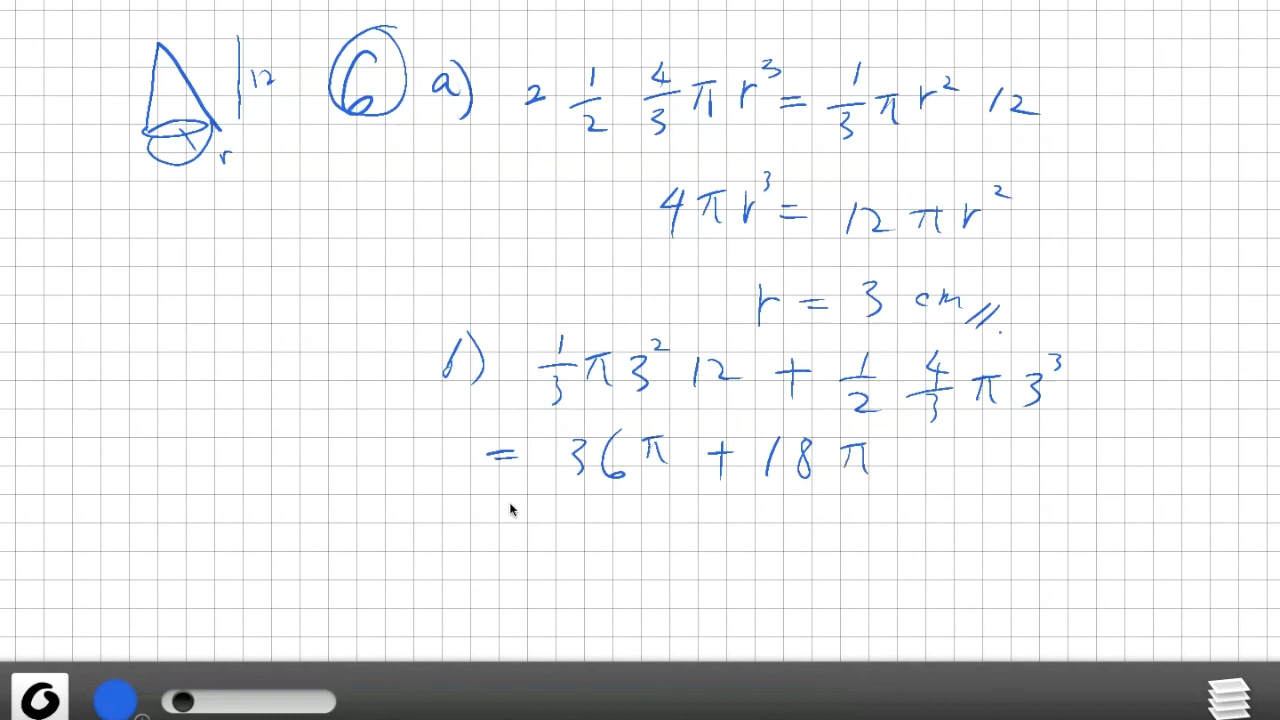 12
r
6 a) 2 1/2 4/3 π r³ = 1/3 π r² 12
4 π r³ = 12 π r²
r = 3 cm //.
b) 1/3 π 3² 12 + 1/2 4/3 π 3³
= 36 π + 18 π